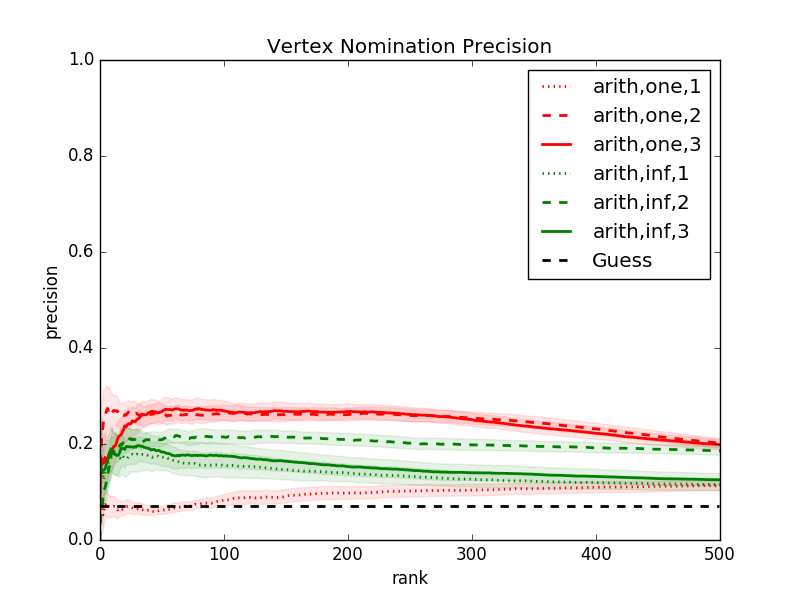 Vertex Nomination Precision
1.0
0.8
0.6
0.4
0.2
0.0
precision
arith,one,1
arith,one,2
arith,one,3
arith,inf,1
arith,inf,2
arith,inf,3
Guess
0 100 200 300 400 500
rank